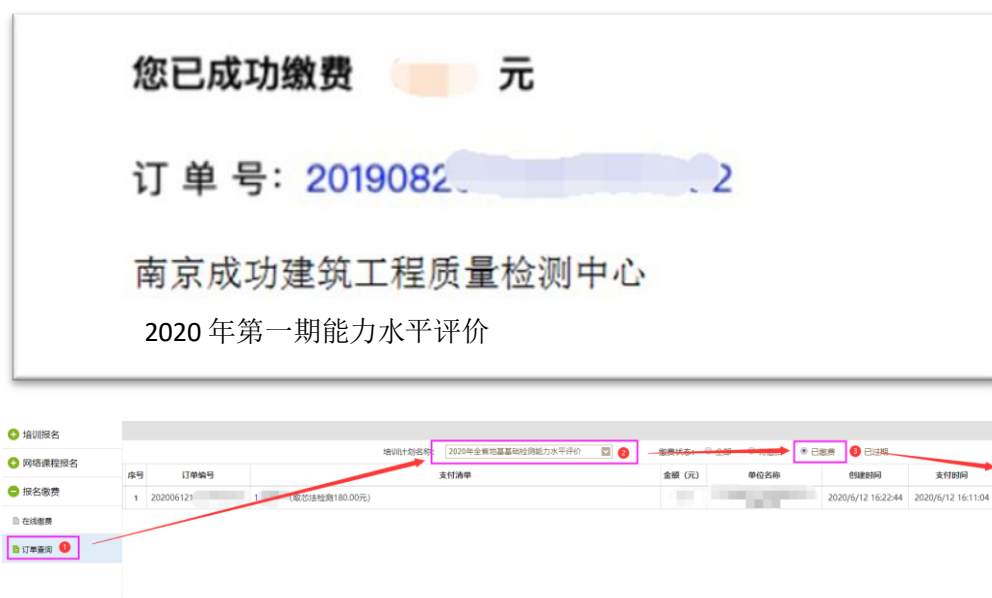 您已成功缴费 元
订 单 号：2019082 2
南京成功建筑工程质量检测中心
2020 年第一期能力水平评价
培训报名
网络课程报名
报名缴费
在线缴费
订单查询 1
培训计划名称： 2020年全省地基基础检测能力水平评价 2 缴费状态： 全部 待缴费 已缴费 3 已过期
序号 订单编号 支付清单 金额（元） 单位名称 创建时间 支付时间
1 202006121 1 （取芯法检测180.00元） 2020/6/12 16:22:44 2020/6/12 16:11:04